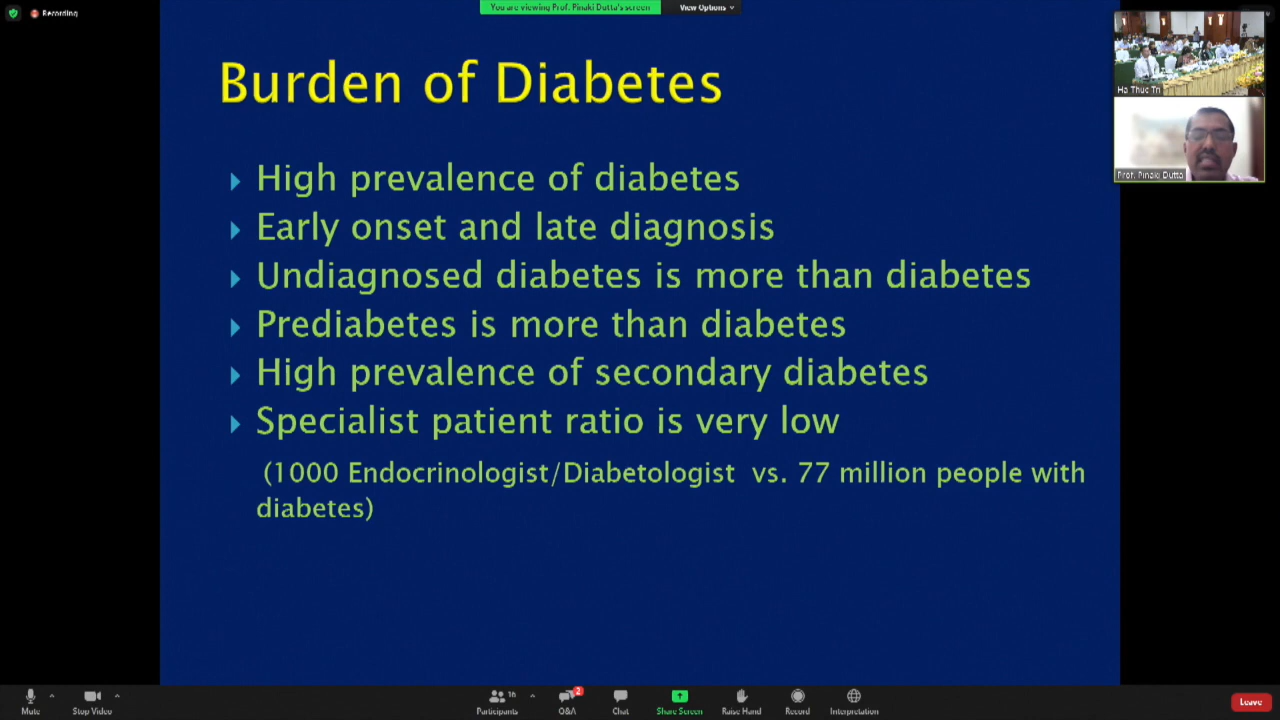 Recording
You are viewing Prof. Pinaki Dutta's screen
View Options
Burden of Diabetes
High prevalence of diabetes
Early onset and late diagnosis
Undiagnosed diabetes is more than diabetes
Prediabetes is more than diabetes
High prevalence of secondary diabetes
Specialist patient ratio is very low
(1000 Endocrinologist/Diabetologist vs. 77 million people with
diabetes)
Ha Thuc Tri
Prof. Pinaki Dutta
Mute
Stop Video
Participants
2
Q&A
Chat
Share Screen
Raise Hand
Record
Interpretation
Leave